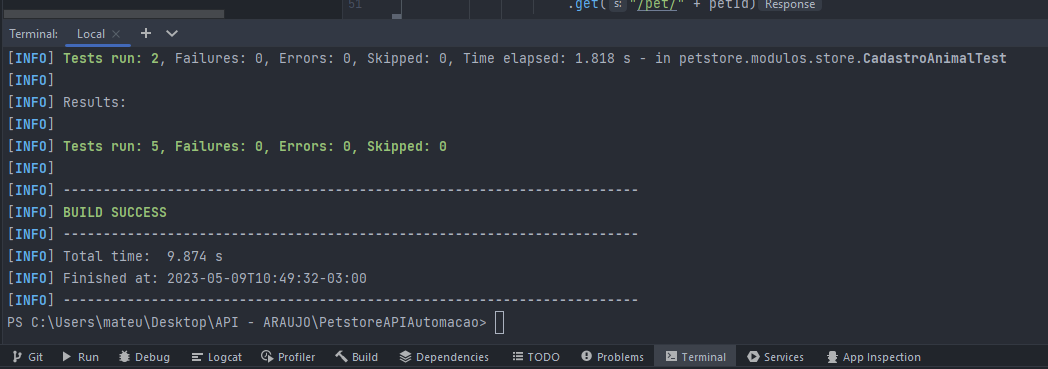 51 .get( s: "/pet/" + petId) Response
Terminal: Local × + 
[INFO] Tests run: 2, Failures: 0, Errors: 0, Skipped: 0, Time elapsed: 1.818 s - in petstore.modulos.store.CadastroAnimalTest
[INFO]
[INFO] Results:
[INFO]
[INFO] Tests run: 5, Failures: 0, Errors: 0, Skipped: 0
[INFO]
[INFO] ------------------------------------------------------------------------
[INFO] BUILD SUCCESS
[INFO] ------------------------------------------------------------------------
[INFO] Total time:  9.874 s
[INFO] Finished at: 2023-05-09T10:49:32-03:00
[INFO] ------------------------------------------------------------------------
PS C:\Users\mateu\Desktop\API - ARAUJO\PetstoreAPIAutomacao>
Git Run Debug Logcat Profiler Build Dependencies TODO Problems Terminal Services App Inspection